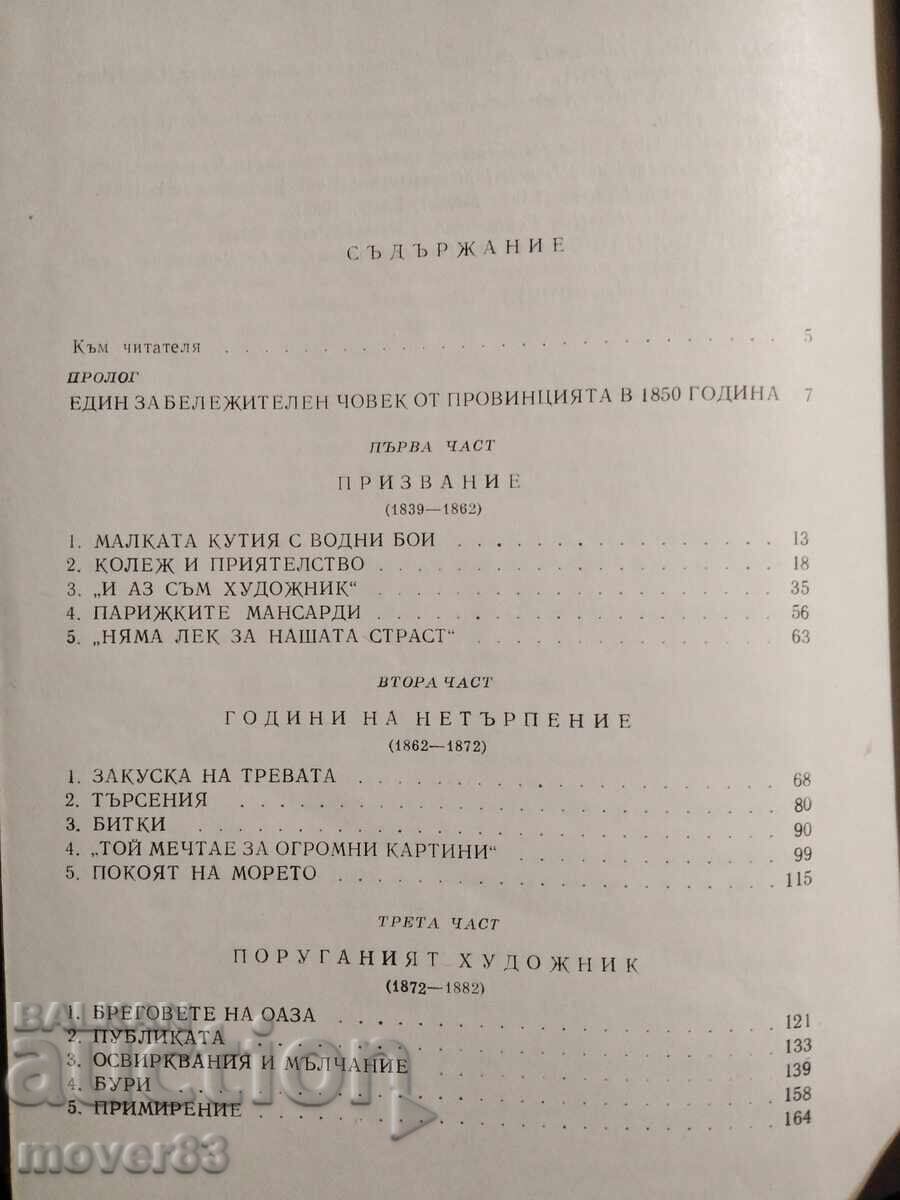 СЪДЪРЖАНИЕ
Към читателя . . . . . . . . . . . . . . . . . . . . . . . . 5
ПРОЛОГ
ЕДИН ЗАБЕЛЕЖИТЕЛЕН ЧОВЕК ОТ ПРОВИНЦИЯТА В 1850 ГОДИНА 7
ПЪРВА ЧАСТ
ПРИЗВАНИЕ
(1839—1862)
1. МАЛКАТА КУТИЯ С ВОДНИ БОИ . . . . . . . . . . . . . 13
2. КОЛЕЖ И ПРИЯТЕЛСТВО . . . . . . . . . . . . . . . . 18
3. „И АЗ СЪМ ХУДОЖНИК“ . . . . . . . . . . . . . . . . 35
4. ПАРИЖКИТЕ МАНСАРДИ . . . . . . . . . . . . . . . . 56
5. „НЯМА ЛЕК ЗА НАШАТА СТРАСТ“ . . . . . . . . . . . . 63
ВТОРА ЧАСТ
ГОДИНИ НА НЕТЪРПЕНИЕ
(1862—1872)
1. ЗАКУСКА НА ТРЕВАТА . . . . . . . . . . . . . . . . . 68
2. ТЪРСЕНИЯ . . . . . . . . . . . . . . . . . . . . . . 80
3. БИТКИ . . . . . . . . . . . . . . . . . . . . . . . 90
4. „ТОЙ МЕЧТАЕ ЗА ОГРОМНИ КАРТИНИ“ . . . . . . . . . . 99
5. ПОКОЯТ НА МОРЕТО . . . . . . . . . . . . . . . . . . 115
ТРЕТА ЧАСТ
ПОРУГАНИЯТ ХУДОЖНИК
(1872—1882)
1. БРЕГОВЕТЕ НА ОАЗА . . . . . . . . . . . . . . . . . 121
2. ПУБЛИКАТА . . . . . . . . . . . . . . . . . . . . . 133
3. ОСВИРКВАНИЯ И МЪЛЧАНИЕ . . . . . . . . . . . . . . . 139
4. БУРИ . . . . . . . . . . . . . . . . . . . . . . . . 158
5. ПРИМИРЕНИЕ . . . . . . . . . . . . . . . . . . . . . 164
BALKAN
auction
mover83